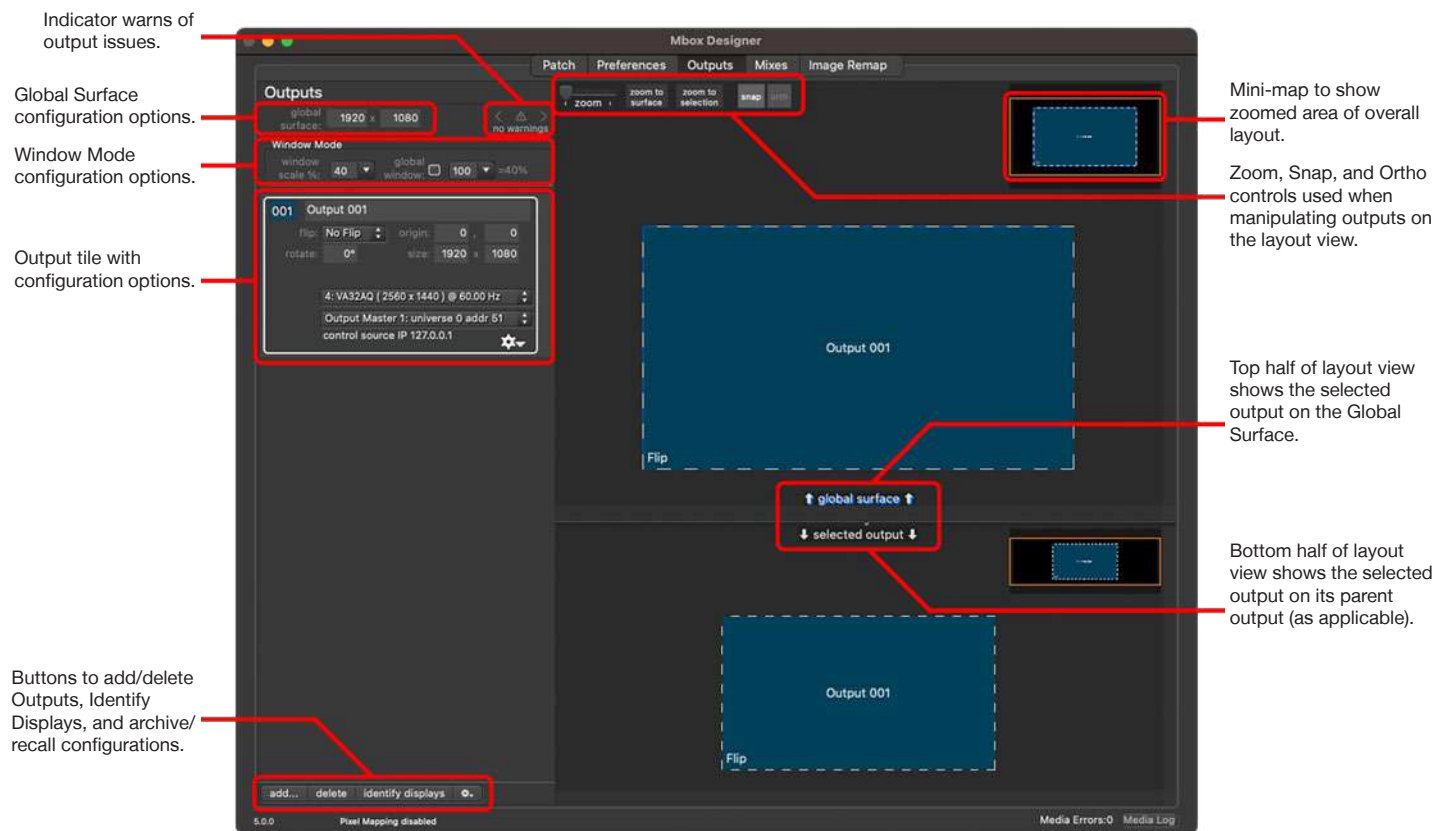 Indicator warns of
output issues.
Global Surface
configuration options.
Window Mode
configuration options.
Output tile with
configuration options.
Buttons to add/delete
Outputs, Identify
Displays, and archive/
recall configurations.
Mbox Designer
Patch Preferences Outputs Mixes Image Remap
Outputs
global
surface: 1920 x 1080
< >
no warnings
Window Mode
window
scale %: 40
global
window: 100 =40%
001 Output 001
flip: No Flip origin: 0 , 0
rotate: 0° size: 1920 x 1080
4: VA32AQ ( 2560 x 1440 ) @ 60.00 Hz
Output Master 1: universe 0 addr 51
control source IP 127.0.0.1
‹ zoom ›
zoom to
surface
zoom to
selection
snap
Output 001
Flip
global surface
selected output
Output 001
Flip
add... delete identify displays
5.0.0 Pixel Mapping disabled
Media Errors:0 Media Log
Mini-map to show
zoomed area of overall
layout.
Zoom, Snap, and Ortho
controls used when
manipulating outputs on
the layout view.
Top half of layout view
shows the selected
output on the Global
Surface.
Bottom half of layout
view shows the selected
output on its parent
output (as applicable).